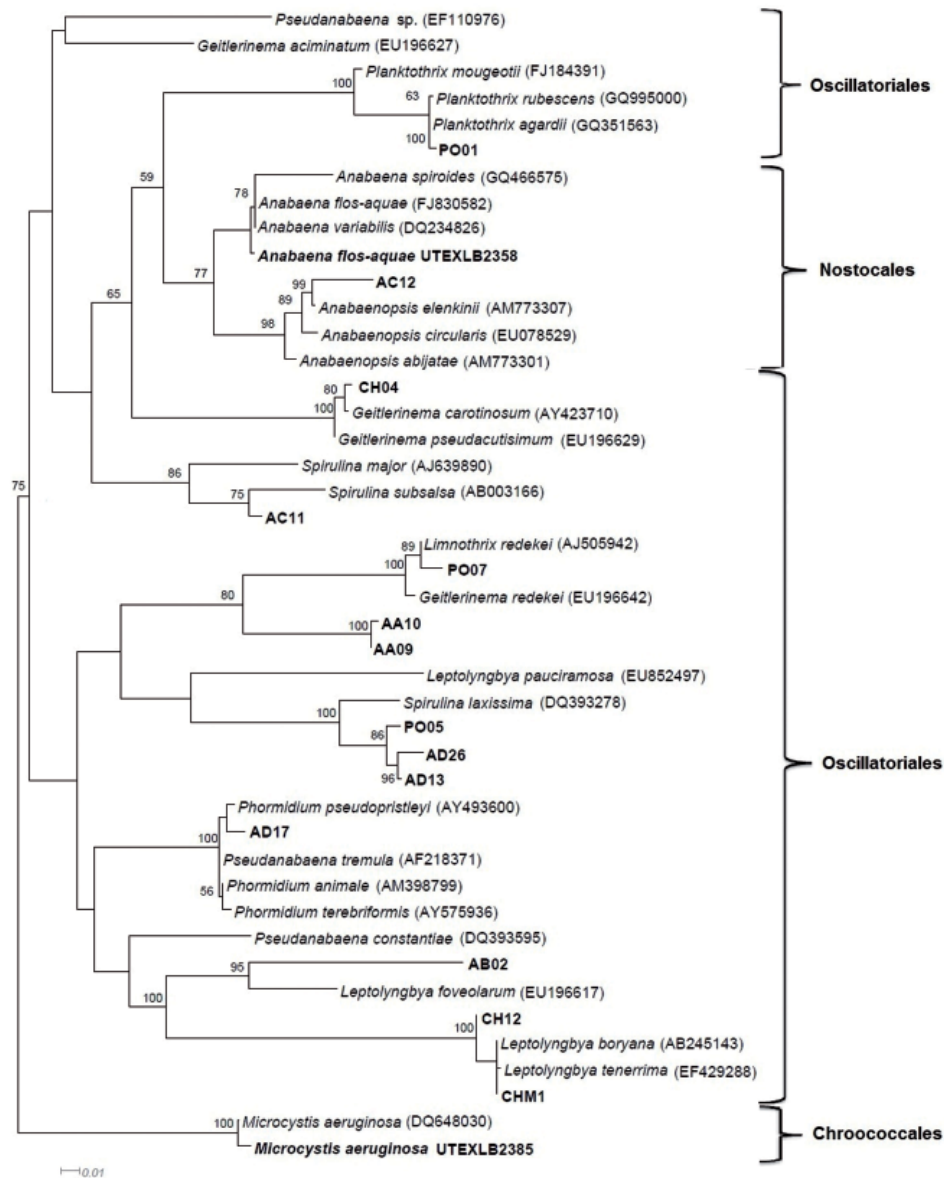 Pseudanabaena sp. (EF110976)
Geitlerinema aciminatum (EU196627)
100
Planktothrix mougeotii (FJ184391)
63
Planktothrix rubescens (GQ995000)
Oscillatoriales
Planktothrix agardii (GQ351563)
100
PO01
59
Anabaena spiroides (GQ466575)
78
Anabaena flos-aquae (FJ830582)
Anabaena variabilis (DQ234826)
Anabaena flos-aquae UTEXLB2358
77
Nostocales
99
AC12
65
89
Anabaenopsis elenkinii (AM773307)
98
Anabaenopsis circularis (EU078529)
Anabaenopsis abijatae (AM773301)
80
CH04
100
Geitlerinema carotinosum (AY423710)
Geitlerinema pseudacutisimum (EU196629)
86
Spirulina major (AJ639890)
75
75
Spirulina subsalsa (AB003166)
AC11
89
Limnothrix redekei (AJ505942)
100
PO07
80
Geitlerinema redekei (EU196642)
100
AA10
AA09
Leptolyngbya pauciramosa (EU852497)
100
Spirulina laxissima (DQ393278)
86
PO05
AD26
Oscillatoriales
96
AD13
Phormidium pseudopristleyi (AY493600)
100
AD17
Pseudanabaena tremula (AF218371)
56
Phormidium animale (AM398799)
Phormidium terebriformis (AY575936)
Pseudanabaena constantiae (DQ393595)
95
AB02
100
Leptolyngbya foveolarum (EU196617)
100
CH12
Leptolyngbya boryana (AB245143)
Leptolyngbya tenerrima (EF429288)
CHM1
100
Microcystis aeruginosa (DQ648030)
Chroococcales
Microcystis aeruginosa UTEXLB2385
0.01